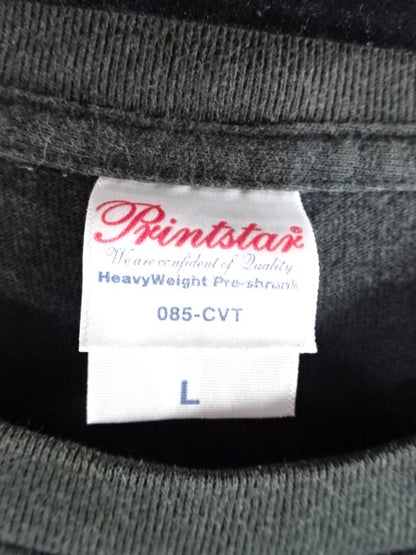 Printstar®
We are confident of Quality
HeavyWeight Pre-shrunk
085-CVT
L